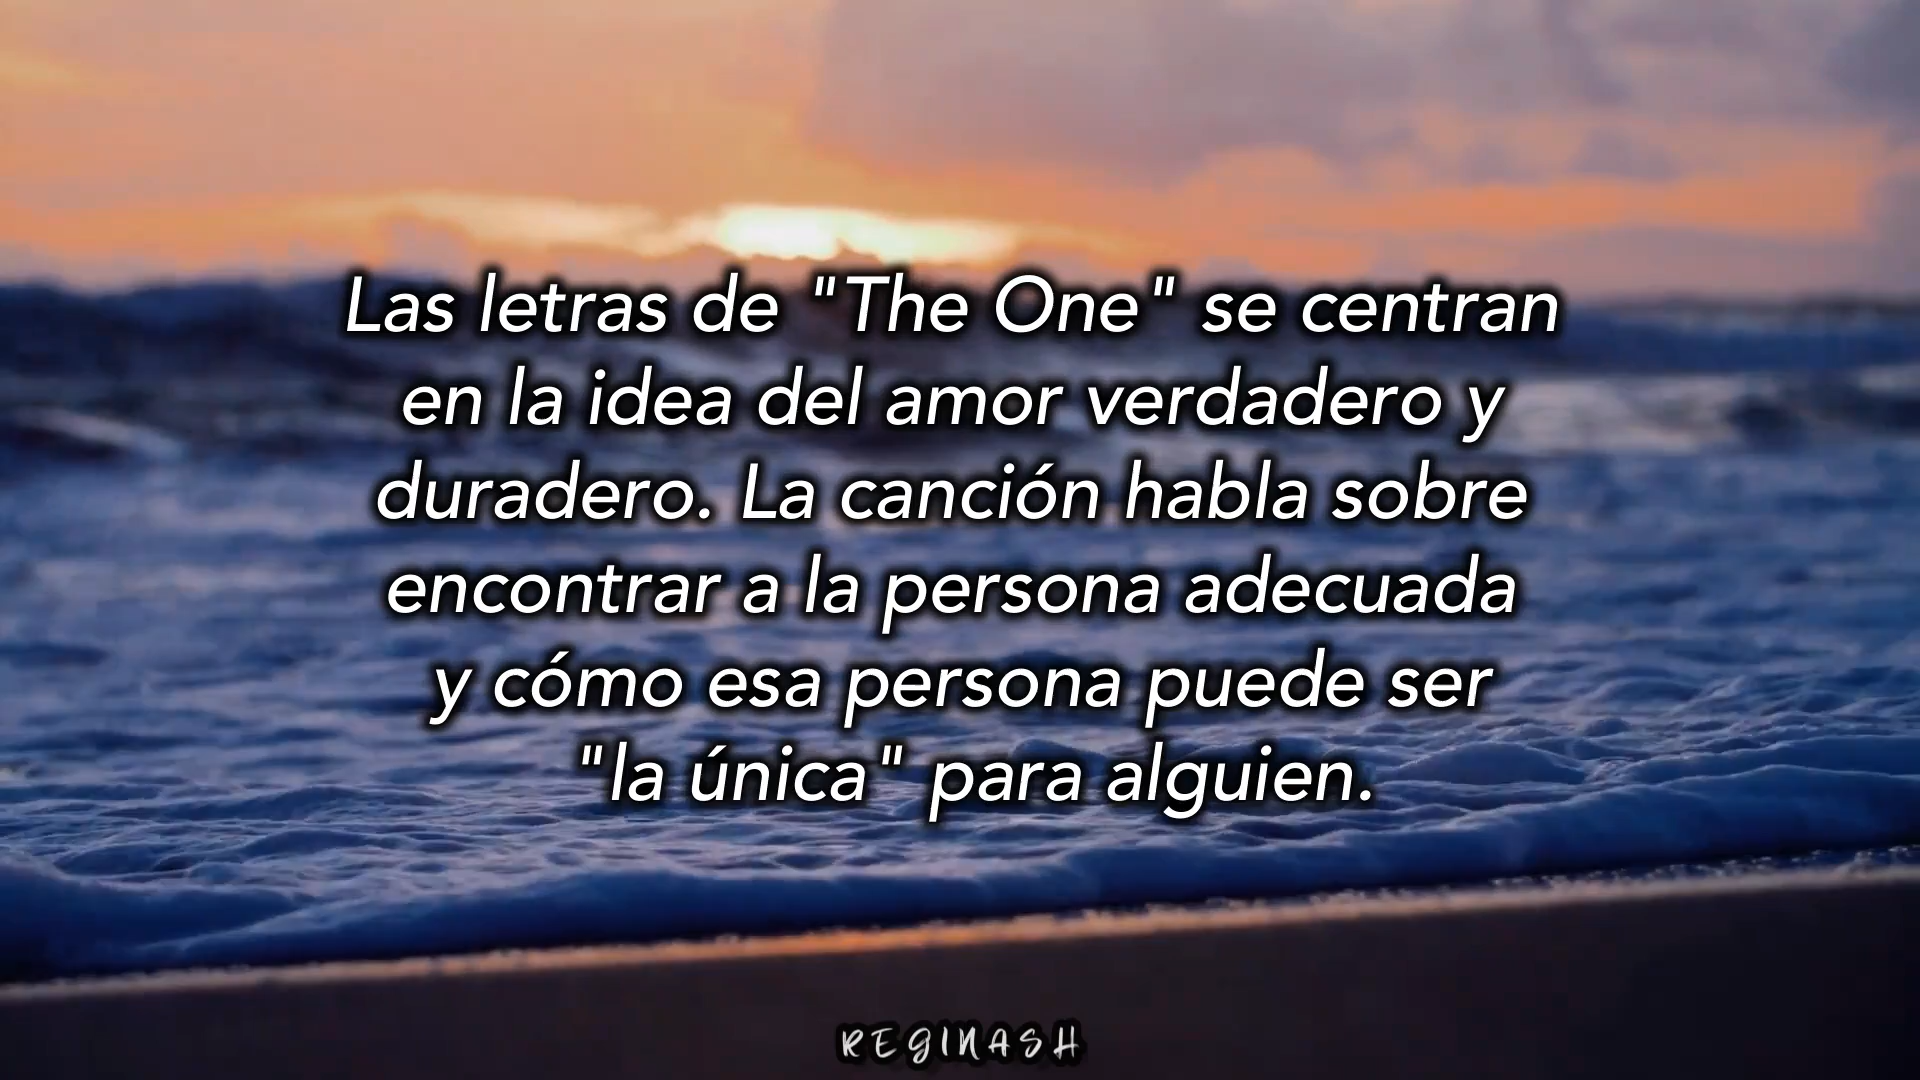 Las letras de "The One" se centran
en la idea del amor verdadero y
duradero. La canción habla sobre
encontrar a la persona adecuada
y cómo esa persona puede ser
"la única" para alguien.
REGINASH